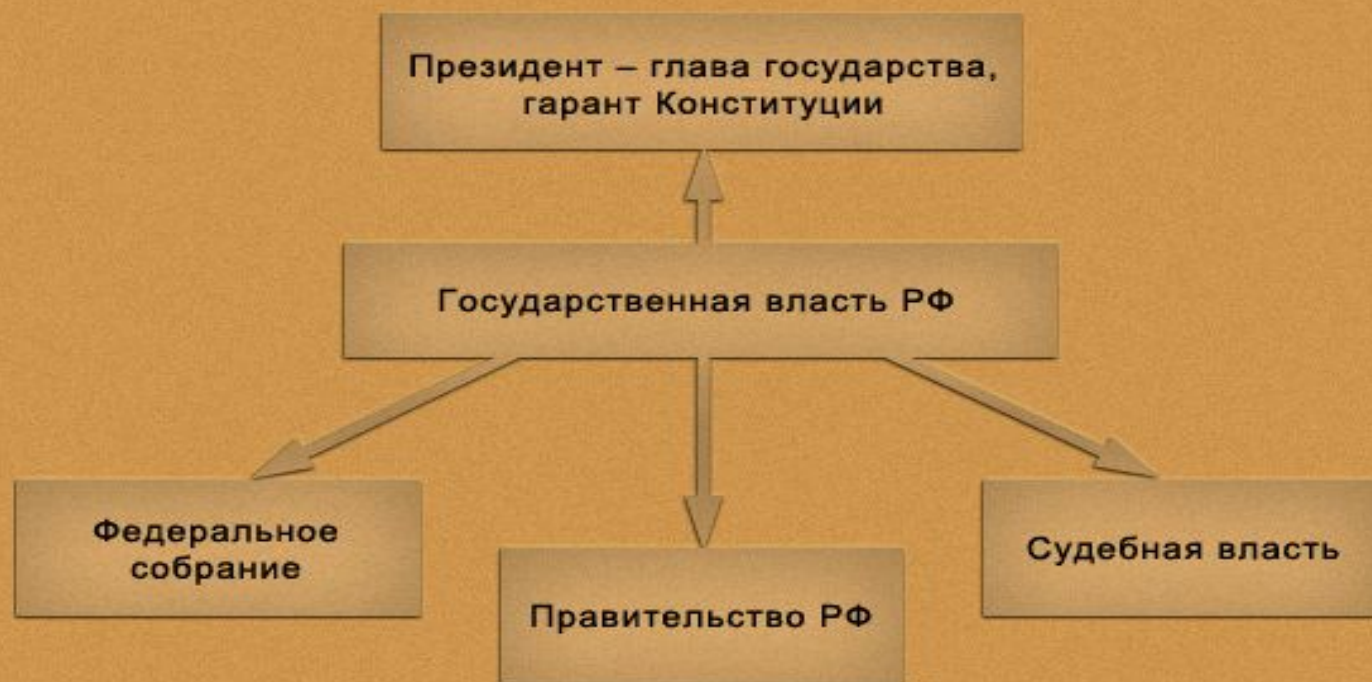 Президент – глава государства,
гарант Конституции
Государственная власть РФ
Федеральное
собрание
Правительство РФ
Судебная власть